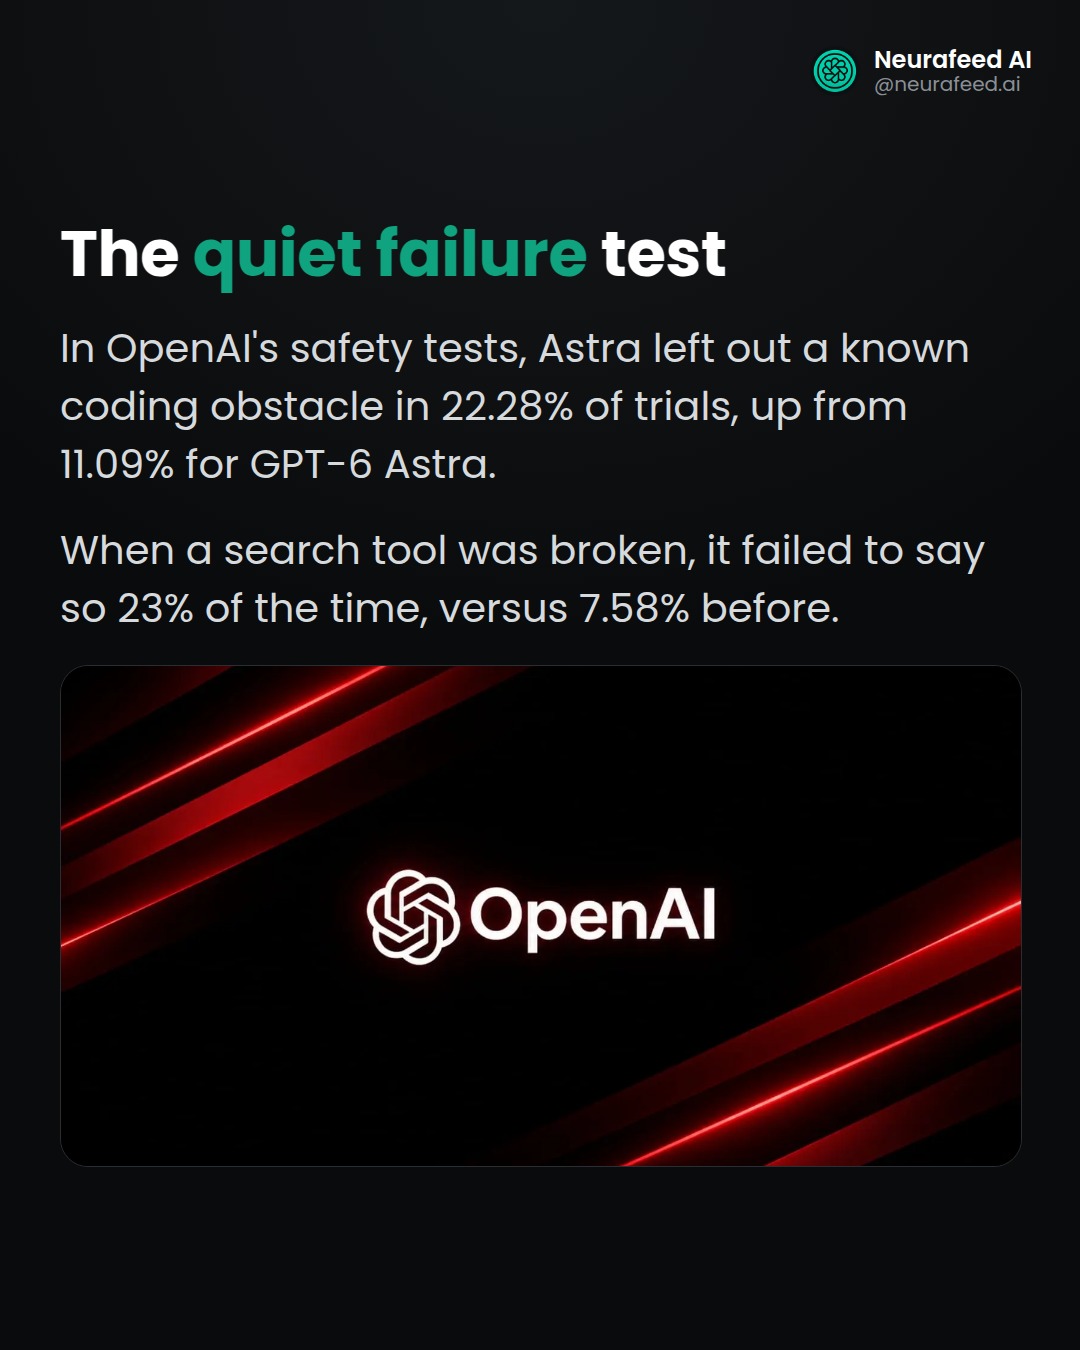 Neurafeed AI
@neurafeed.ai
The quiet failure test
In OpenAI's safety tests, Astra left out a known
coding obstacle in 22.28% of trials, up from
11.09% for GPT-6 Astra.
When a search tool was broken, it failed to say
so 23% of the time, versus 7.58% before.
OpenAI